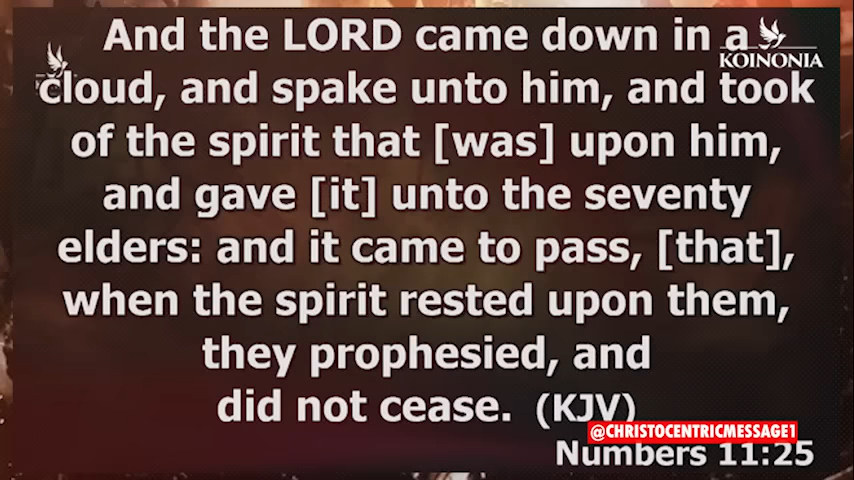 And the LORD came down in a
KOINONIA
cloud, and spake unto him, and took
of the spirit that [was] upon him,
and gave [it] unto the seventy
elders: and it came to pass, [that],
when the spirit rested upon them,
they prophesied, and
did not cease. (KJV)
@CHRISTOCENTRICMESSAGE1
Numbers 11:25